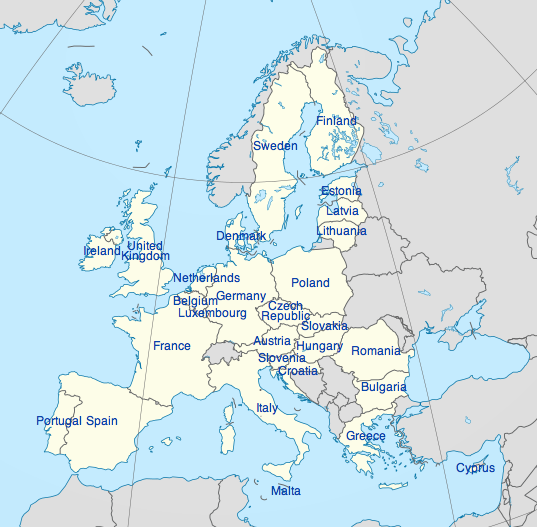 Finland
Sweden
Estonia
Latvia
Lithuania
Denmark
United
Kingdom
Ireland
Netherlands
Poland
Belgium
Germany
Luxembourg
Czech
Republic
Slovakia
Austria
Hungary
France
Romania
Slovenia
Croatia
Bulgaria
Italy
Portugal
Spain
Greece
Cyprus
Malta